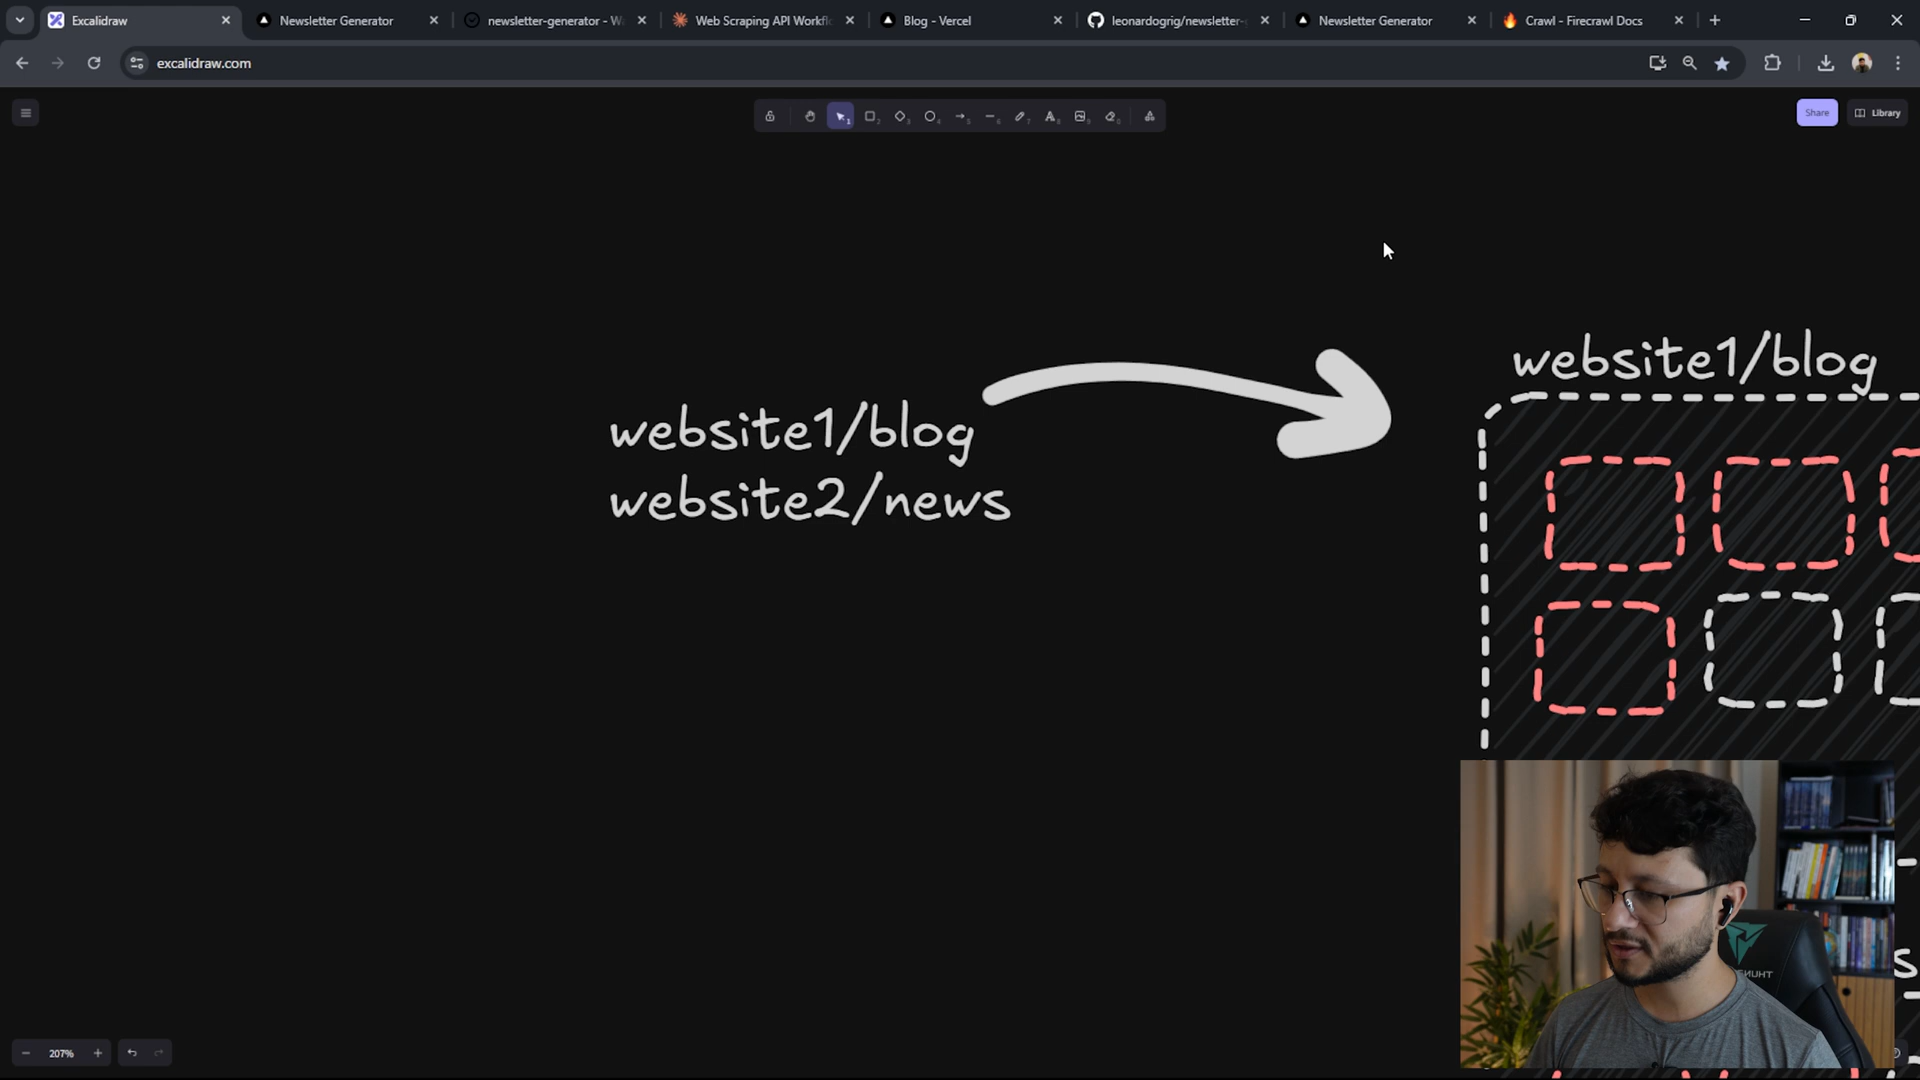 Excalidraw
Newsletter Generator
newsletter-generator - W
Web Scraping API Workfl
Blog - Vercel
leonardogrig/newsletter-
Newsletter Generator
Crawl - Firecrawl Docs
excalidraw.com
Share
Library
website1/blog
website1/blog
website2/news
207%